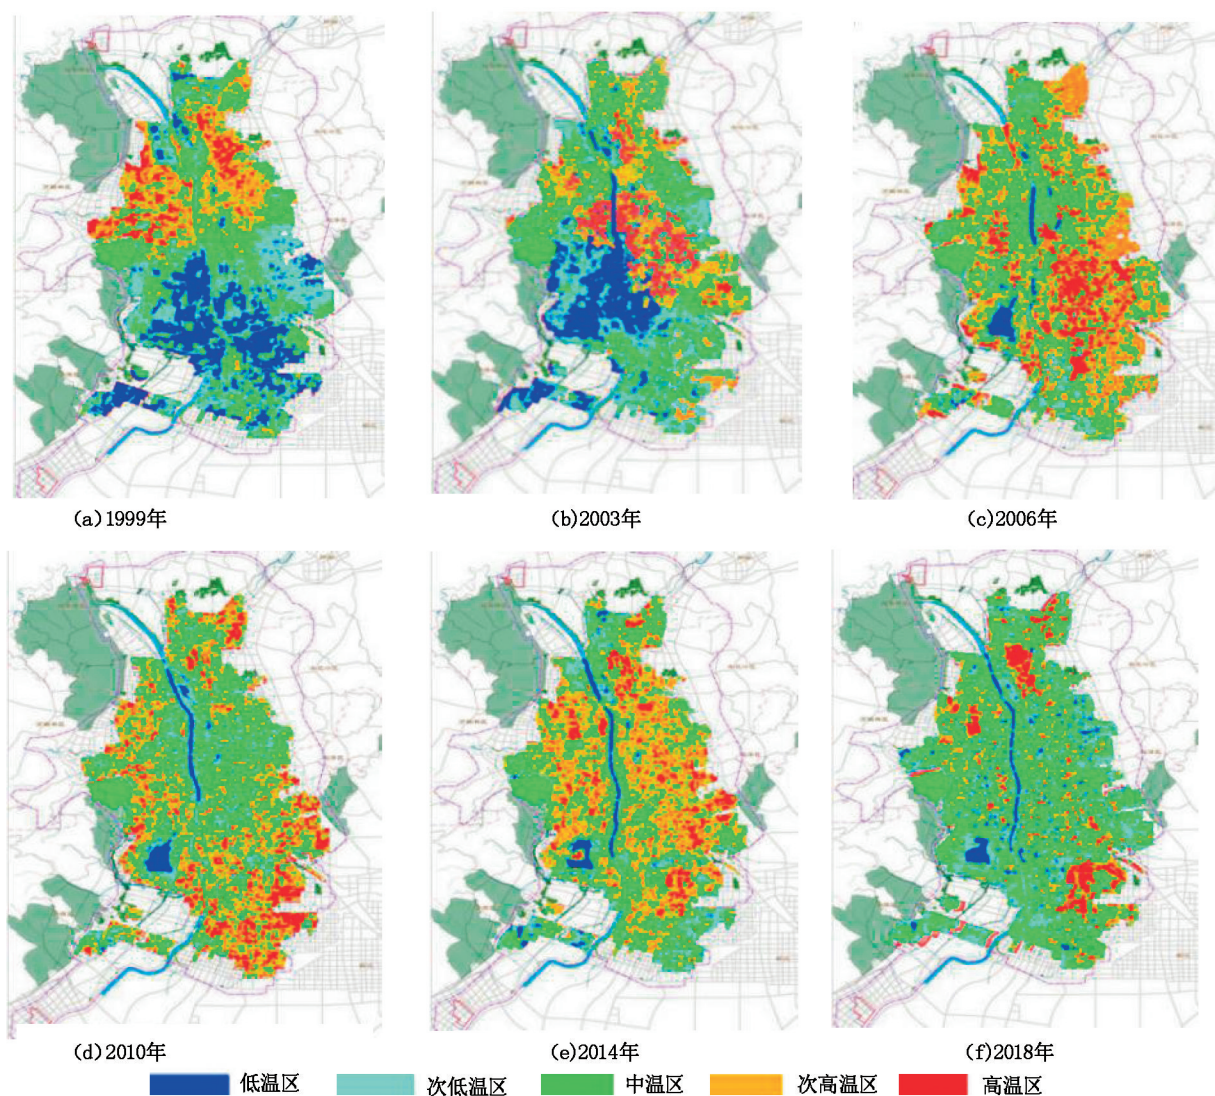 (a)1999年
(b)2003年
(c)2006年
(d)2010年
(e)2014年
(f)2018年
低温区
次低温区
中温区
次高温区
高温区